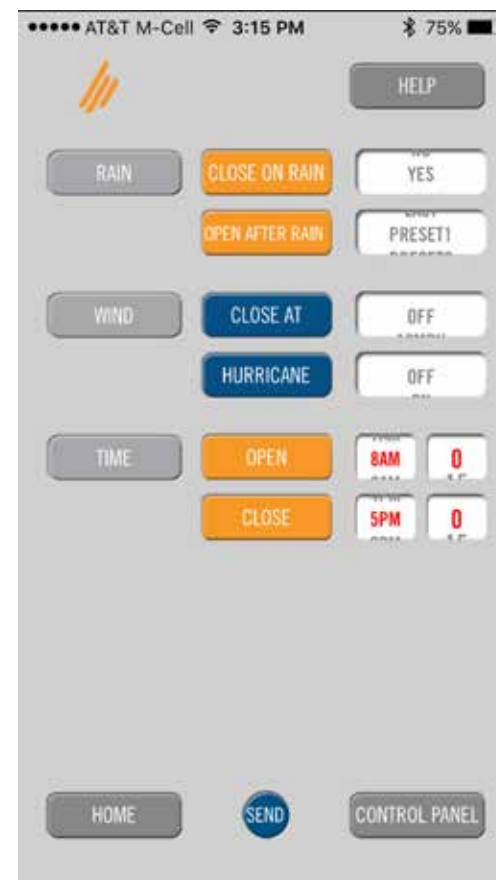 AT&T M-Cell 3:15 PM 75%
HELP
RAIN CLOSE ON RAIN YES
OPEN AFTER RAIN PRESET1
WIND CLOSE AT OFF
HURRICANE OFF
TIME OPEN 8AM 0
CLOSE 5PM 0
HOME SEND CONTROL PANEL